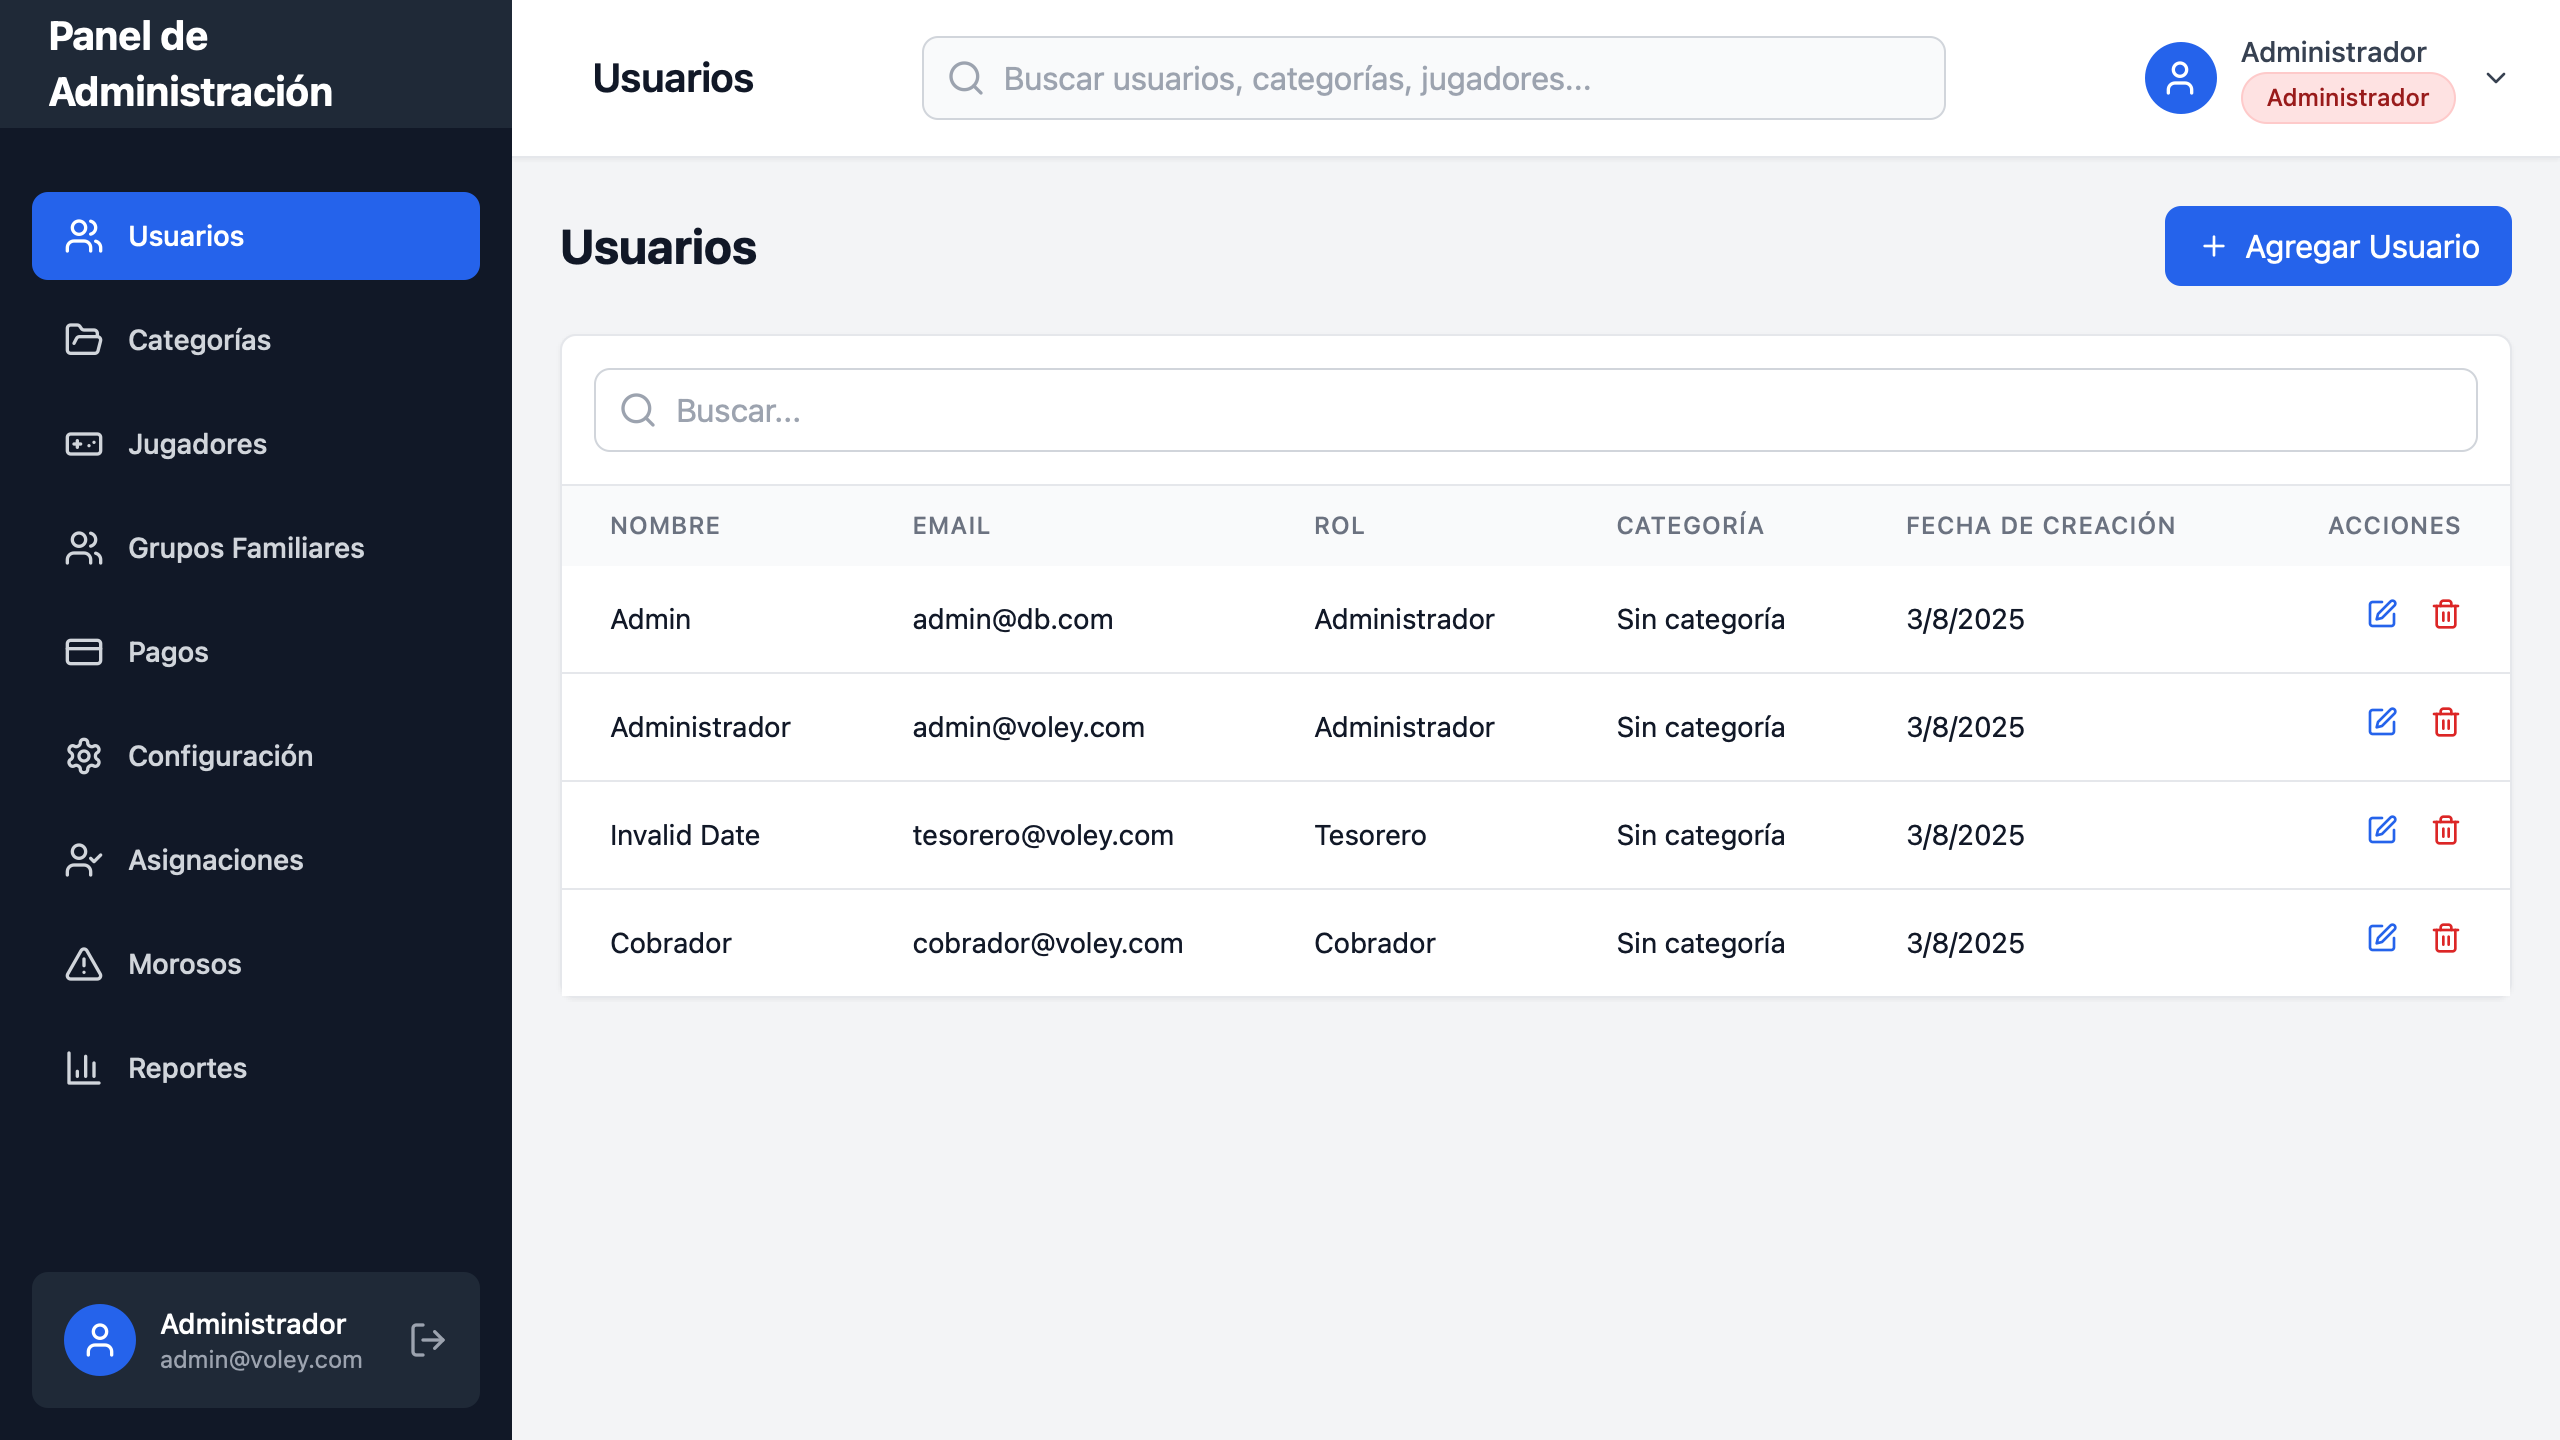 Panel de
Administración
Usuarios
Categorías
Jugadores
Grupos Familiares
Pagos
Configuración
Asignaciones
Morosos
Reportes
Administrador
admin@voley.com
Usuarios
Buscar usuarios, categorías, jugadores...
Administrador
Administrador
Usuarios
Agregar Usuario
Buscar...
NOMBRE EMAIL ROL CATEGORÍA FECHA DE CREACIÓN ACCIONES
Admin admin@db.com Administrador Sin categoría 3/8/2025
Administrador admin@voley.com Administrador Sin categoría 3/8/2025
Invalid Date tesorero@voley.com Tesorero Sin categoría 3/8/2025
Cobrador cobrador@voley.com Cobrador Sin categoría 3/8/2025